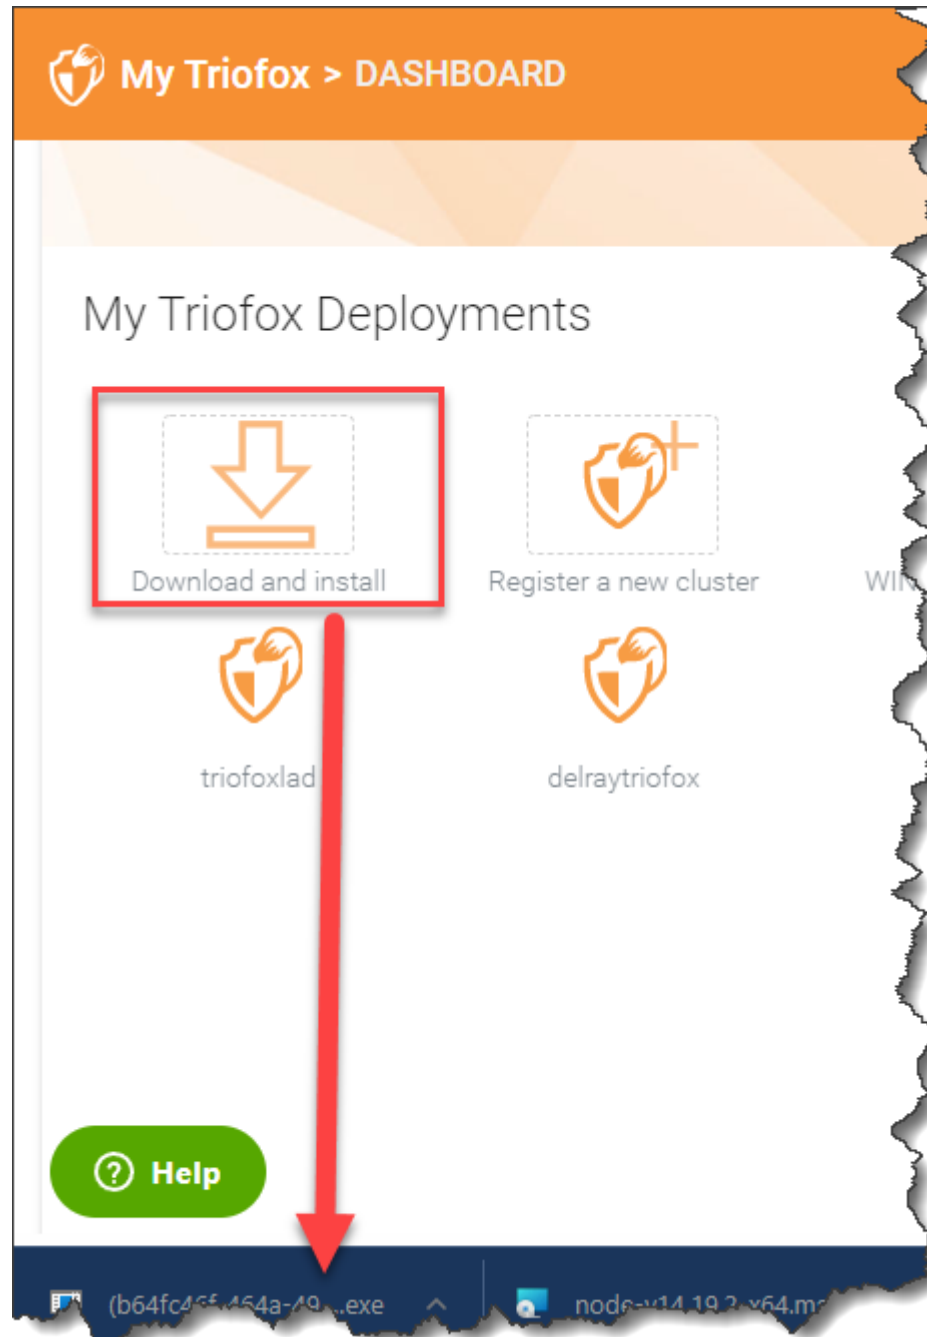 My Triofox > DASHBOARD
My Triofox Deployments
Download and install
Register a new cluster
triofoxlad
delraytriofox
Help